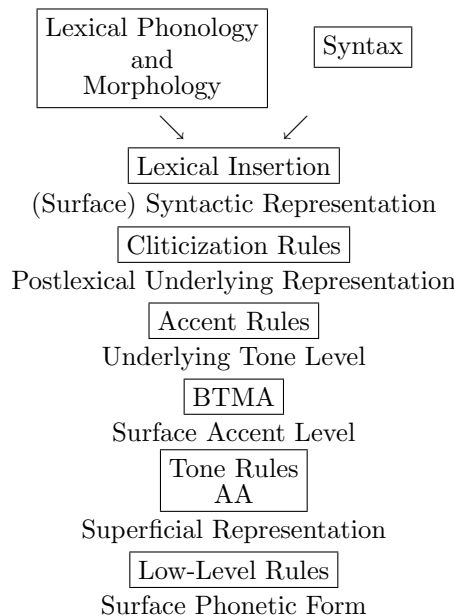 Lexical Phonology
and
Morphology
Syntax
Lexical Insertion
(Surface) Syntactic Representation
Cliticization Rules
Postlexical Underlying Representation
Accent Rules
Underlying Tone Level
BTMA
Surface Accent Level
Tone Rules
AA
Superficial Representation
Low-Level Rules
Surface Phonetic Form